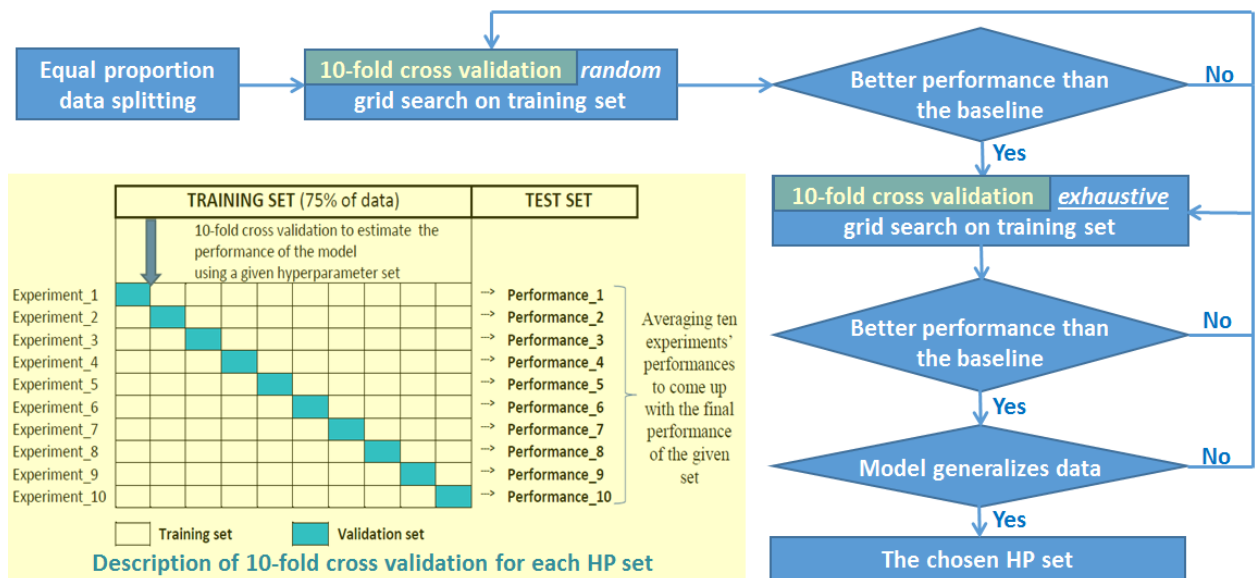 Equal proportion
data splitting
10-fold cross validation random
grid search on training set
Better performance than
the baseline
No
Yes
10-fold cross validation exhaustive
grid search on training set
Better performance than
the baseline
No
Yes
Model generalizes data
No
Yes
The chosen HP set
TRAINING SET (75% of data)
TEST SET
10-fold cross validation to estimate the
performance of the model
using a given hyperparameter set
Experiment_1 Performance_1
Experiment_2 Performance_2
Experiment_3 Performance_3
Experiment_4 Performance_4
Experiment_5 Performance_5
Experiment_6 Performance_6
Experiment_7 Performance_7
Experiment_8 Performance_8
Experiment_9 Performance_9
Experiment_10 Performance_10
Averaging ten
experiments’
performances
to come up
with the final
performance
of the given
set
Training set
Validation set
Description of 10-fold cross validation for each HP set